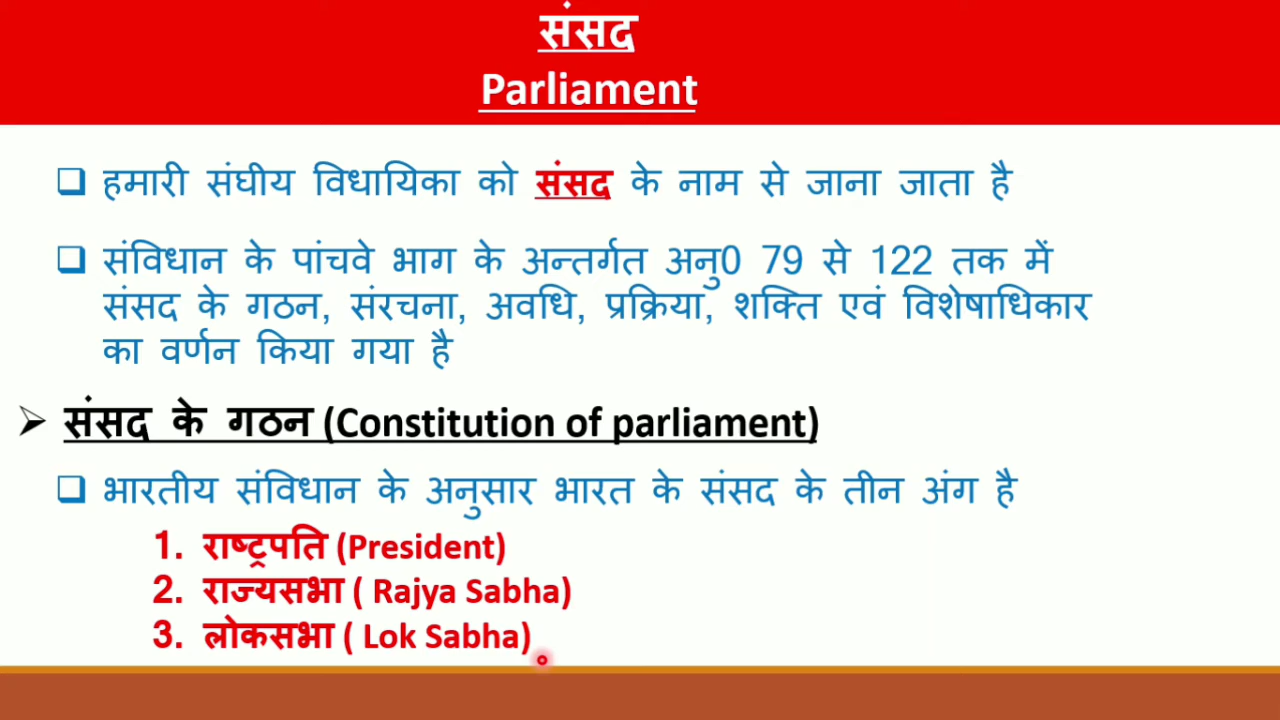 संसद
Parliament
हमारी संघीय विधायिका को संसद के नाम से जाना जाता है
संविधान के पांचवे भाग के अन्तर्गत अनु0 79 से 122 तक में
संसद के गठन, संरचना, अवधि, प्रक्रिया, शक्ति एवं विशेषाधिकार
का वर्णन किया गया है
संसद के गठन (Constitution of parliament)
भारतीय संविधान के अनुसार भारत के संसद के तीन अंग है
1. राष्ट्रपति (President)
2. राज्यसभा ( Rajya Sabha)
3. लोकसभा ( Lok Sabha)